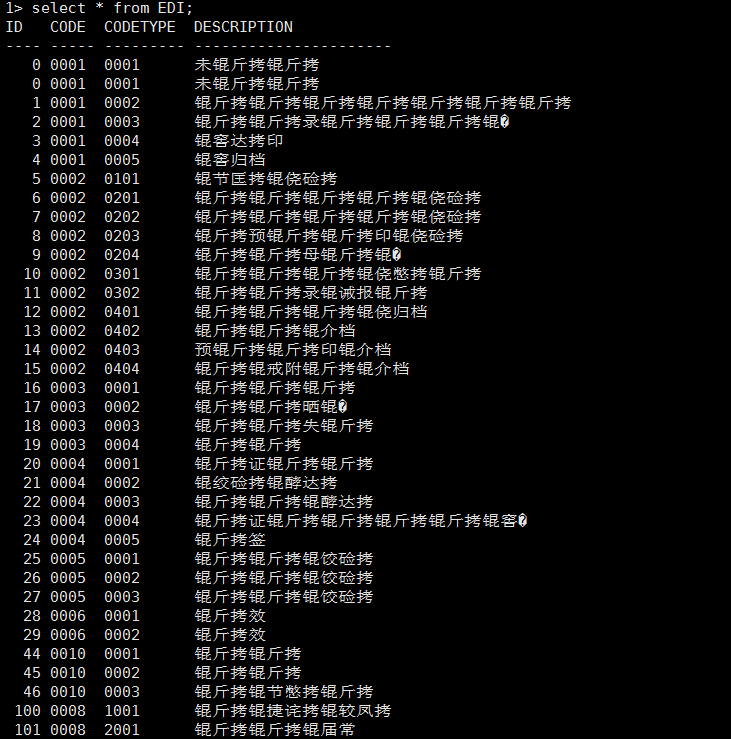 1> select * from EDI;
ID   CODE  CODETYPE  DESCRIPTION
---- ----- --------- ----------------------
   0 0001  0001      未锟斤拷锟斤拷
   0 0001  0001      未锟斤拷锟斤拷
   1 0001  0002      锟斤拷锟斤拷锟斤拷锟斤拷锟斤拷锟斤拷锟斤拷
   2 0001  0003      锟斤拷锟斤拷录锟斤拷锟斤拷锟斤拷锟�
   3 0001  0004      锟窖达拷印
   4 0001  0005      锟窖归档
   5 0002  0101      锟节匡拷锟侥硷拷
   6 0002  0201      锟斤拷锟斤拷锟斤拷锟斤拷锟侥硷拷
   7 0002  0202      锟斤拷锟斤拷锟斤拷锟斤拷锟侥硷拷
   8 0002  0203      锟斤拷预锟斤拷锟斤拷印锟侥硷拷
   9 0002  0204      锟斤拷锟斤拷母锟斤拷锟�
  10 0002  0301      锟斤拷锟斤拷锟斤拷锟侥憋拷锟斤拷
  11 0002  0302      锟斤拷锟斤拷录锟诫报锟斤拷
  12 0002  0401      锟斤拷锟斤拷锟斤拷锟侥归档
  13 0002  0402      锟斤拷锟斤拷锟介档
  14 0002  0403      预锟斤拷锟斤拷印锟介档
  15 0002  0404      锟斤拷锟戒附锟斤拷锟介档
  16 0003  0001      锟斤拷锟斤拷锟斤拷
  17 0003  0002      锟斤拷锟斤拷晒锟�
  18 0003  0003      锟斤拷锟斤拷失锟斤拷
  19 0003  0004      锟斤拷锟斤拷
  20 0004  0001      锟斤拷证锟斤拷锟斤拷
  21 0004  0002      锟绞硷拷锟酵达拷
  22 0004  0003      锟斤拷锟斤拷锟酵达拷
  23 0004  0004      锟斤拷证锟斤拷锟斤拷锟斤拷锟斤拷锟窖�
  24 0004  0005      锟斤拷签
  25 0005  0001      锟斤拷锟斤拷锟饺硷拷
  26 0005  0002      锟斤拷锟斤拷锟饺硷拷
  27 0005  0003      锟斤拷锟斤拷锟饺硷拷
  28 0006  0001      锟斤拷效
  29 0006  0002      锟斤拷效
  44 0010  0001      锟斤拷锟斤拷
  45 0010  0002      锟斤拷锟斤拷
  46 0010  0003      锟斤拷锟节憋拷锟斤拷
 100 0008  1001      锟斤拷锟捷诧拷锟较凤拷
 101 0008  2001      锟斤拷锟斤拷锟届常